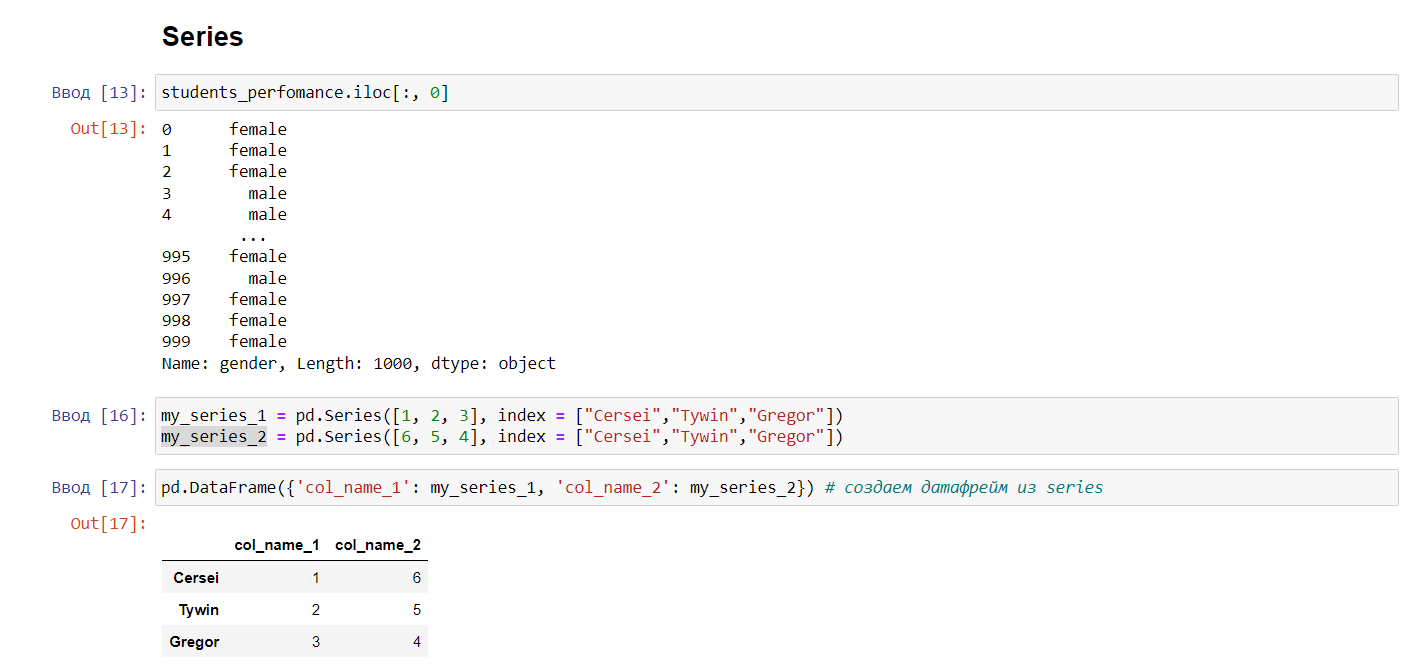 Series
Ввод [13]: students_perfomance.iloc[:, 0]
Out[13]: 0      female
1      female
2      female
3        male
4        male
...
995    female
996      male
997    female
998    female
999    female
Name: gender, Length: 1000, dtype: object
Ввод [16]: my_series_1 = pd.Series([1, 2, 3], index = ["Cersei","Tywin","Gregor"])
my_series_2 = pd.Series([6, 5, 4], index = ["Cersei","Tywin","Gregor"])
Ввод [17]: pd.DataFrame({'col_name_1': my_series_1, 'col_name_2': my_series_2}) # создаем датафрейм из series
Out[17]:
col_name_1 col_name_2
Cersei 1 6
Tywin 2 5
Gregor 3 4